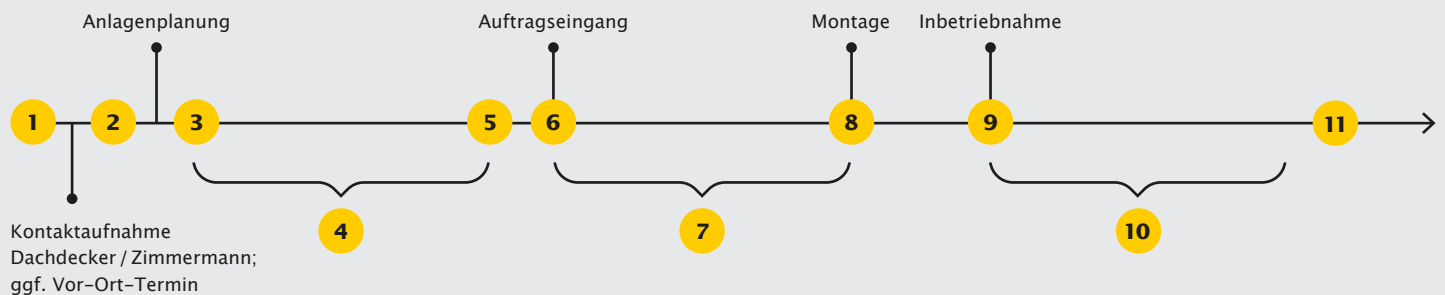 Anlagenplanung
Auftragseingang
Montage
Inbetriebnahme
1
2
3
5
6
8
9
11
4
7
10
Kontaktaufnahme
Dachdecker / Zimmermann;
ggf. Vor-Ort-Termin